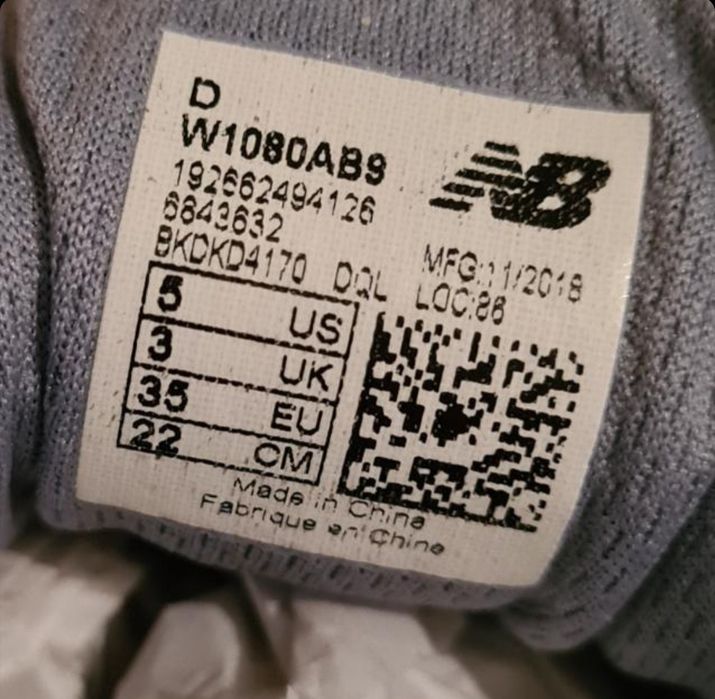 D
W1080AB9
192662494126
6843632
BKDKD4170 DQL
NB
MFG:11/2018
LOC:86
5 US
3 UK
35 EU
22 CM
Made in China
Fabrique en Chine